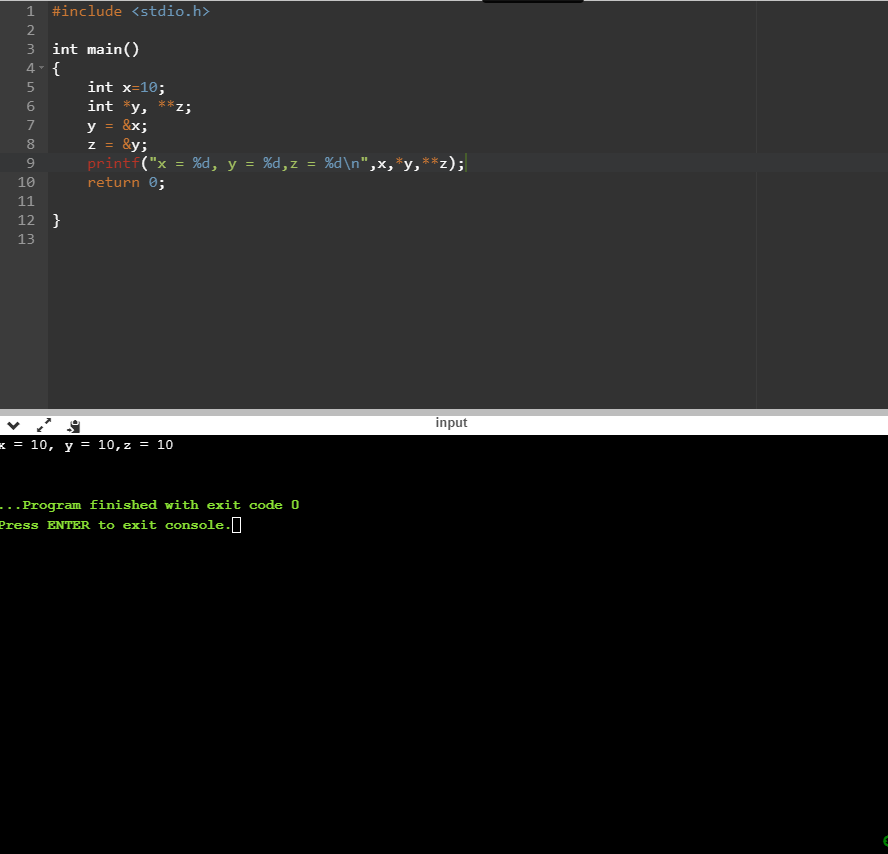 1 #include <stdio.h>
2
3 int main()
4 {
5     int x=10;
6     int *y, **z;
7     y = &x;
8     z = &y;
9     printf("x = %d, y = %d,z = %d\n",x,*y,**z);
10     return 0;
11
12 }
13
input
x = 10, y = 10,z = 10
...Program finished with exit code 0
Press ENTER to exit console.